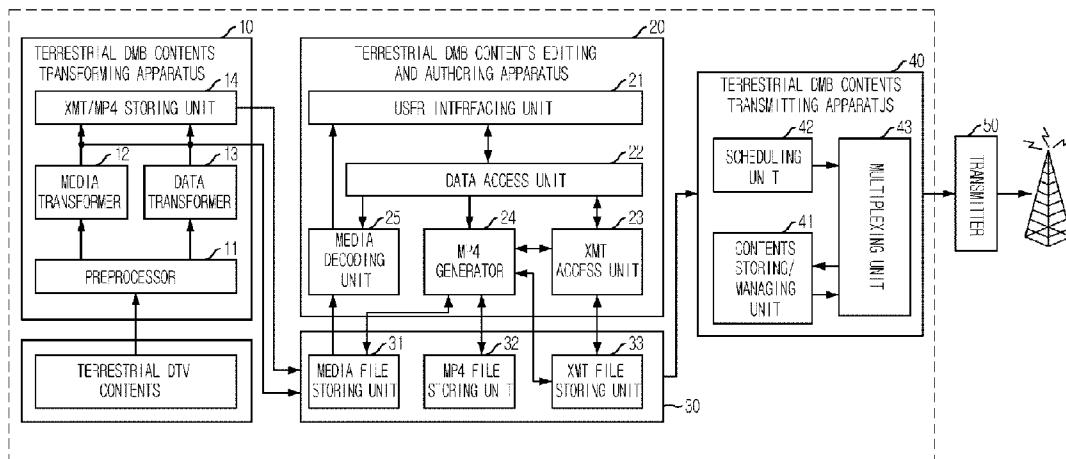 10
TERRESTRIAL DMB CONTENTS
TRANSFORMING APPARATUS
14
XMT/MP4 STORING UNIT
12
MEDIA
TRANSFORMER
13
DATA
TRANSFORMER
11
PREPROCESSOR
TERRESTRIAL DTV
CONTENTS
20
TERRESTRIAL DMB CONTENTS EDITING
AND AUTHORING APPARATUS
21
USER INTERFACING UNIT
22
DATA ACCESS UNIT
25
MEDIA
DECODING
UNIT
24
MP4
GENERATOR
23
XMT
ACCESS UNIT
31
MEDIA FILE
STORING UNIT
32
MP4 FILE
STORING UNIT
33
XMT FILE
STORING UNIT
30
40
TERRESTRIAL DMB CONTENTS
TRANSMITTING APPARATUS
42
SCHEDULING
UNIT
43
MULTIPLEXING UNIT
41
CONTENTS
STORING/
MANAGING
UNIT
50
TRANSMITTER